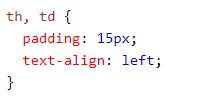 th, td {
  padding: 15px;
  text-align: left;
}